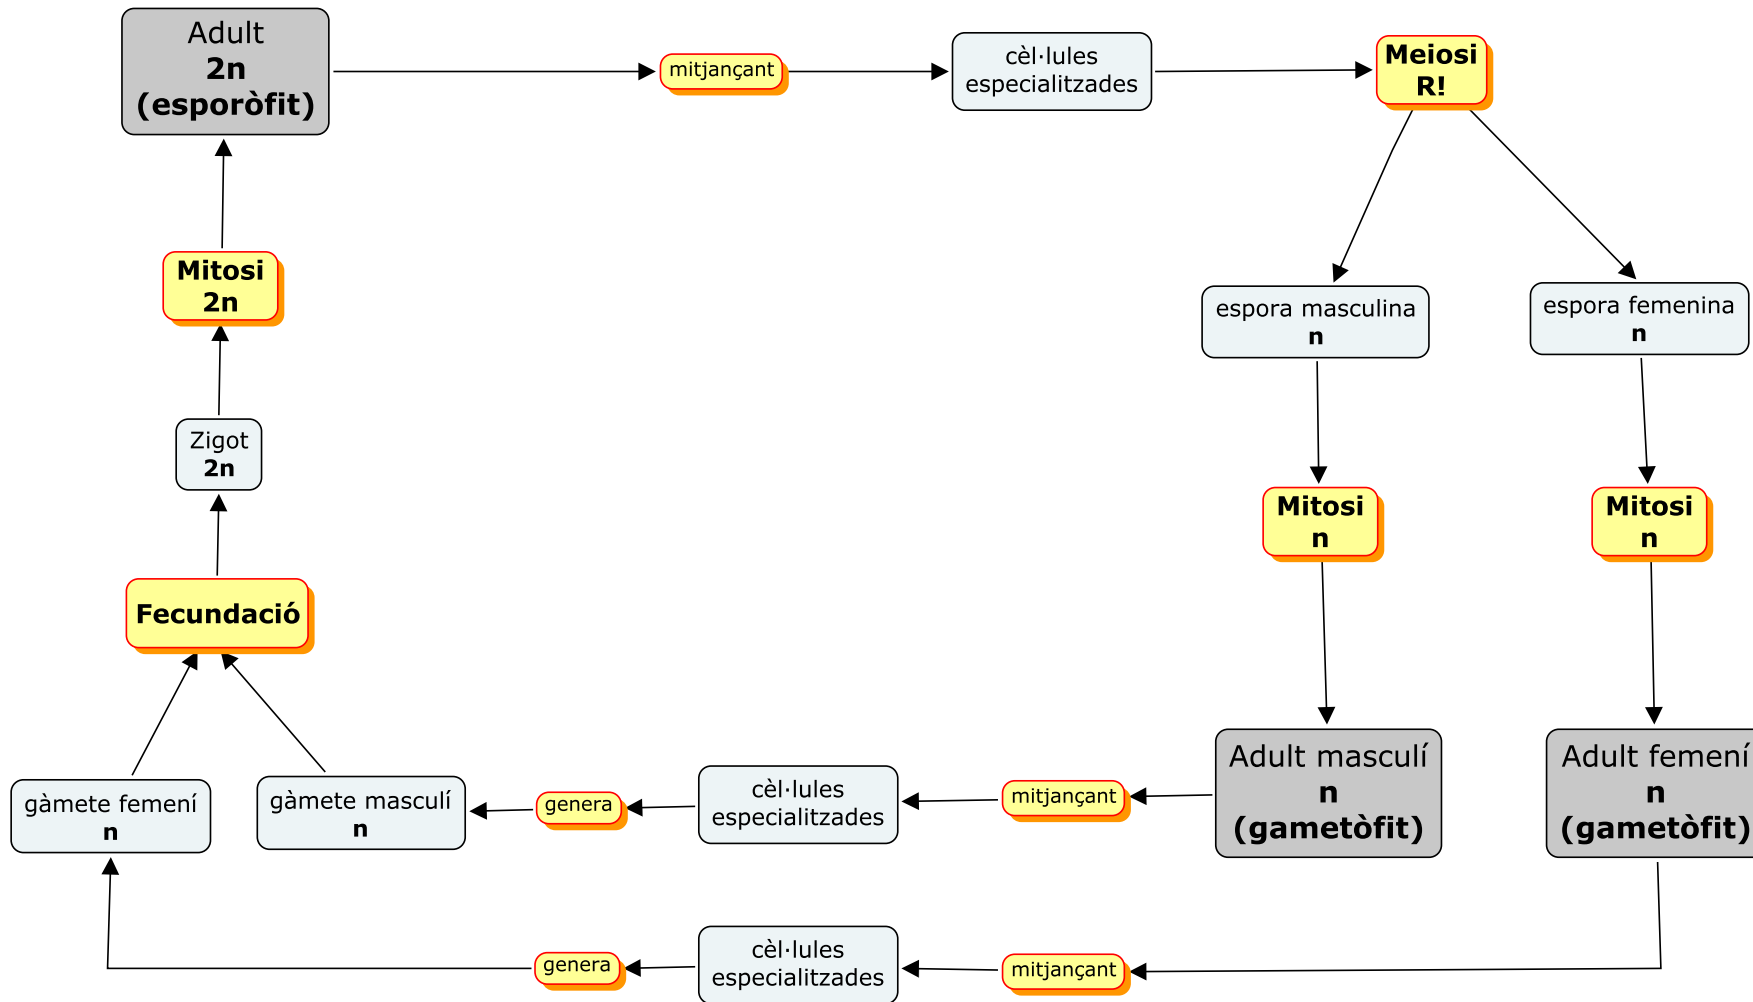 Adult
2n
(esporòfit)
mitjançant
cèl·lules
especialitzades
Meiosi
R!
Mitosi
2n
espora masculina
n
espora femenina
n
Zigot
2n
Mitosi
n
Mitosi
n
Fecundació
gàmete femení
n
gàmete masculí
n
genera
cèl·lules
especialitzades
mitjançant
Adult masculí
n
(gametòfit)
Adult femení
n
(gametòfit)
genera
cèl·lules
especialitzades
mitjançant